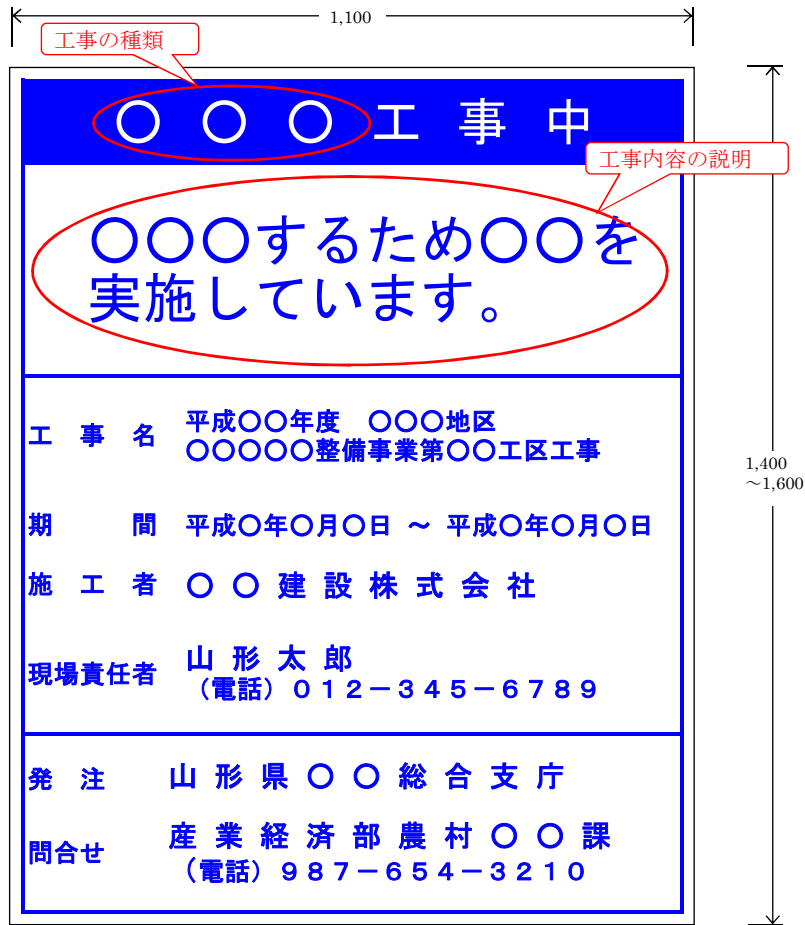 1,100
工事の種類
〇〇〇工事中
工事内容の説明
〇〇〇するため〇〇を
実施しています。
工事名 平成〇〇年度 〇〇〇地区
〇〇〇〇〇整備事業第〇〇工区工事
期間 平成〇年〇月〇日 ~ 平成〇年〇月〇日
施工者 〇〇建設株式会社
現場責任者 山形太郎
(電話)012-345-6789
発注 山形県〇〇総合支庁
問合せ 産業経済部農村〇〇課
(電話)987-654-3210
1,400
~1,600